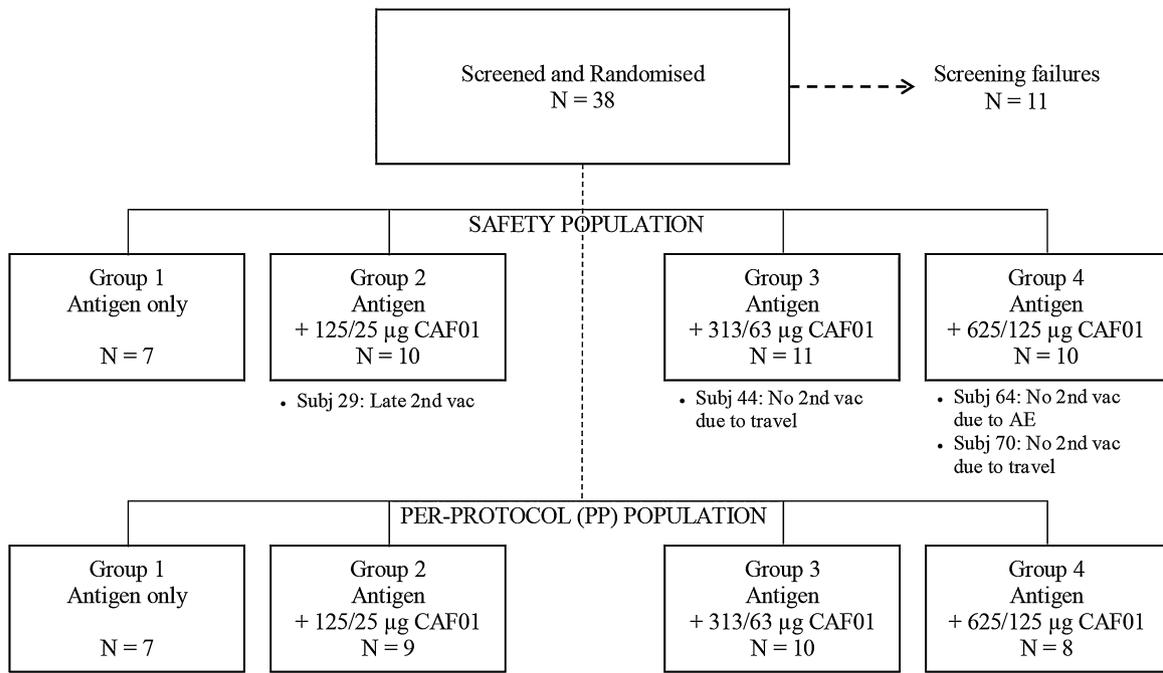 Screened and Randomised
N = 38
Screening failures
N = 11
SAFETY POPULATION
Group 1
Antigen only
N = 7
Group 2
Antigen
+ 125/25 µg CAF01
N = 10
• Subj 29: Late 2nd vac
Group 3
Antigen
+ 313/63 µg CAF01
N = 11
• Subj 44: No 2nd vac
due to travel
Group 4
Antigen
+ 625/125 µg CAF01
N = 10
• Subj 64: No 2nd vac
due to AE
• Subj 70: No 2nd vac
due to travel
PER-PROTOCOL (PP) POPULATION
Group 1
Antigen only
N = 7
Group 2
Antigen
+ 125/25 µg CAF01
N = 9
Group 3
Antigen
+ 313/63 µg CAF01
N = 10
Group 4
Antigen
+ 625/125 µg CAF01
N = 8